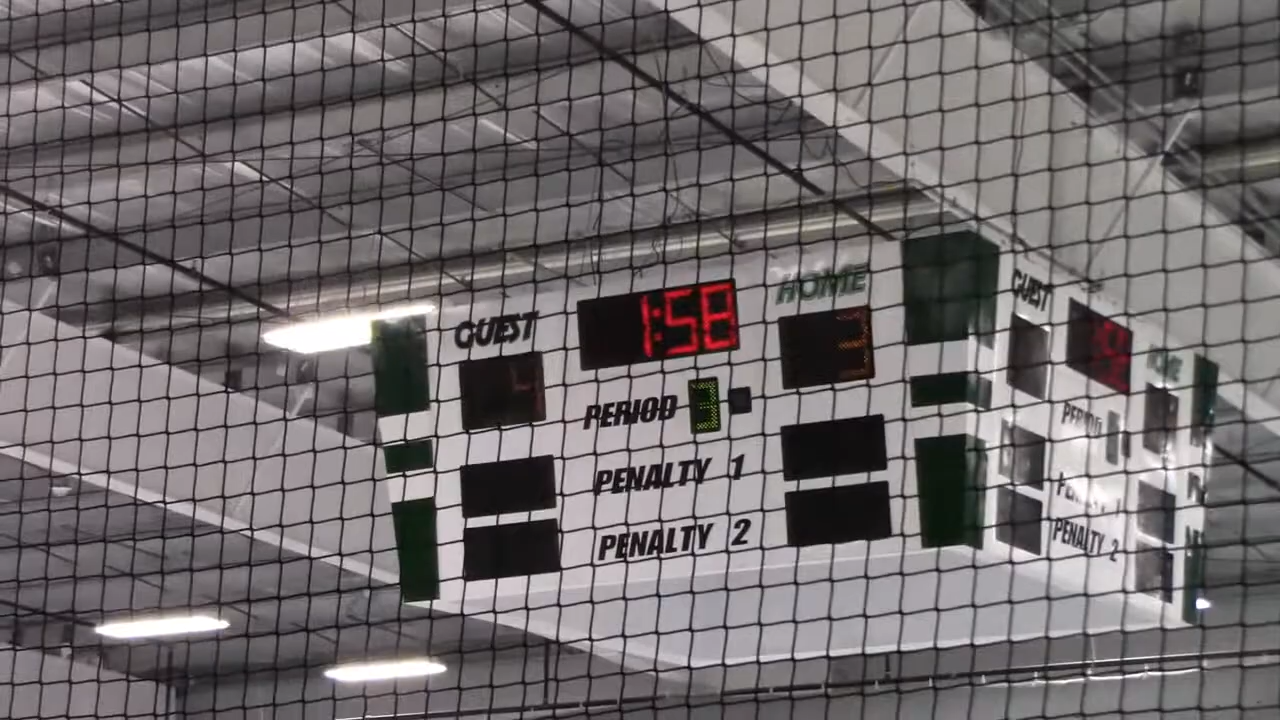 GUEST 1:58 HOME
4 3
PERIOD 3
PENALTY 1
PENALTY 2
GUEST
PERIOD
PENALTY 2